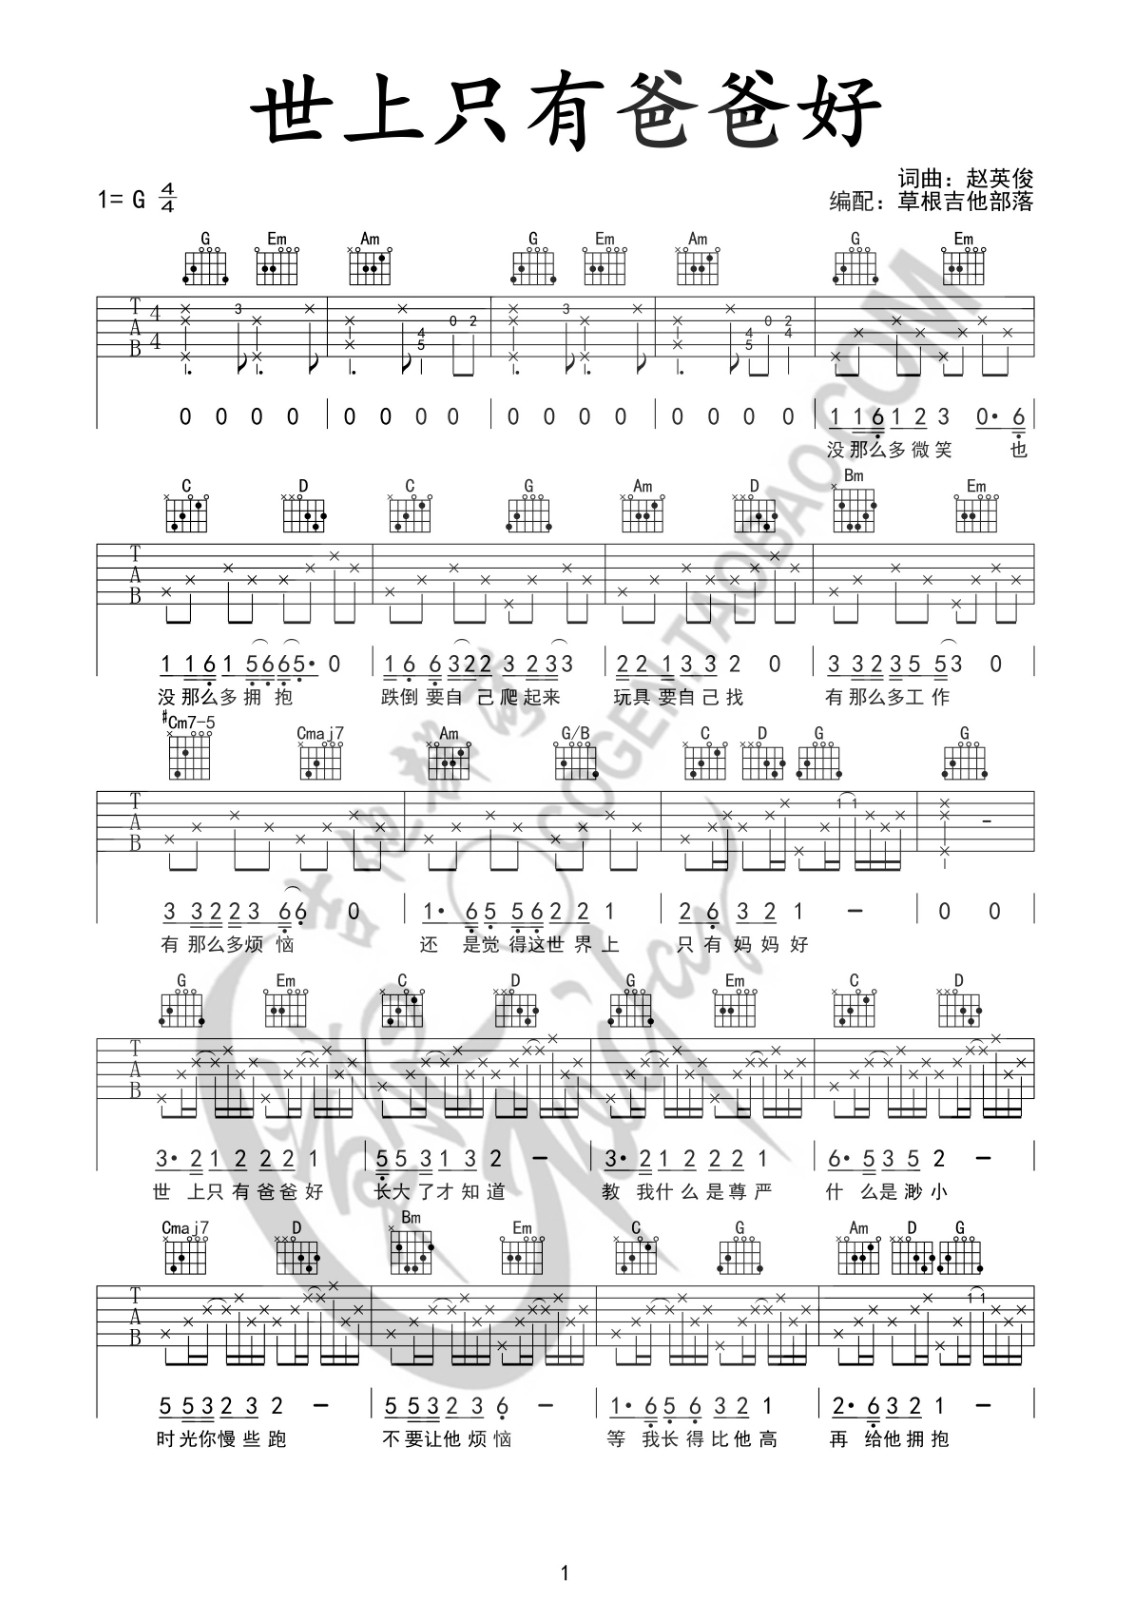 世上只有爸爸好
词曲：赵英俊
1= G 4/4
编配：草根吉他部落
G Em Am G Em Am G Em
T A B 4 4 3 4 5 0 2 3 4 5 0 2 4
0 0 0 0 0 0 0 0 0 0 0 0 0 0 0 0 1 1 6 1 2 3 0· 6
没那么多微笑 也
C D C G Am D Bm Em
T A B
1 1 6 1 5 6 6 5· 0 1 6 6 3 2 2 3 2 3 3 2 2 1 3 3 2 0 3 3 2 3 5 5 3 0
没那么多拥抱 跌倒要自己爬起来 玩具要自己找 有那么多工作
#Cm7-5 Cmaj7 Am G/B C D G G
T A B 1 1
3 3 2 2 3 6 6 0 1· 6 5 5 6 2 2 1 2 6 3 2 1 — 0 0
有那么多烦恼 还是觉得这世界上 只有妈妈好
G Em C D G Em C D
T A B
3· 2 1 2 2 2 1 5 5 3 1 3 2 — 3· 2 1 2 2 2 1 6· 5 3 5 2 —
世上只有爸爸好 长大了才知道 教我什么是尊严 什么是渺小
Cmaj7 D Bm Em C G Am D G
T A B 1 1
5 5 3 2 3 2 — 5 5 3 2 3 6 — 1· 6 5 6 3 2 1 2· 6 3 2 1
时光你慢些跑 不要让他烦恼 等我长得比他高 再给他拥抱
COGEN.TAOBAO.COM
1